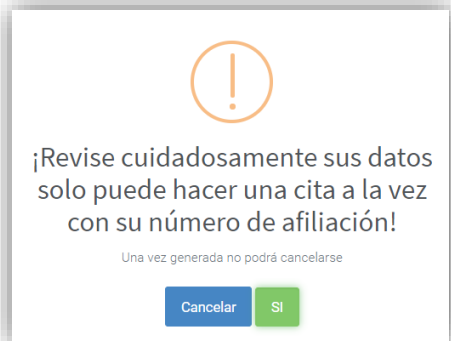 ¡Revise cuidadosamente sus datos
solo puede hacer una cita a la vez
con su número de afiliación!
Una vez generada no podrá cancelarse
Cancelar SI